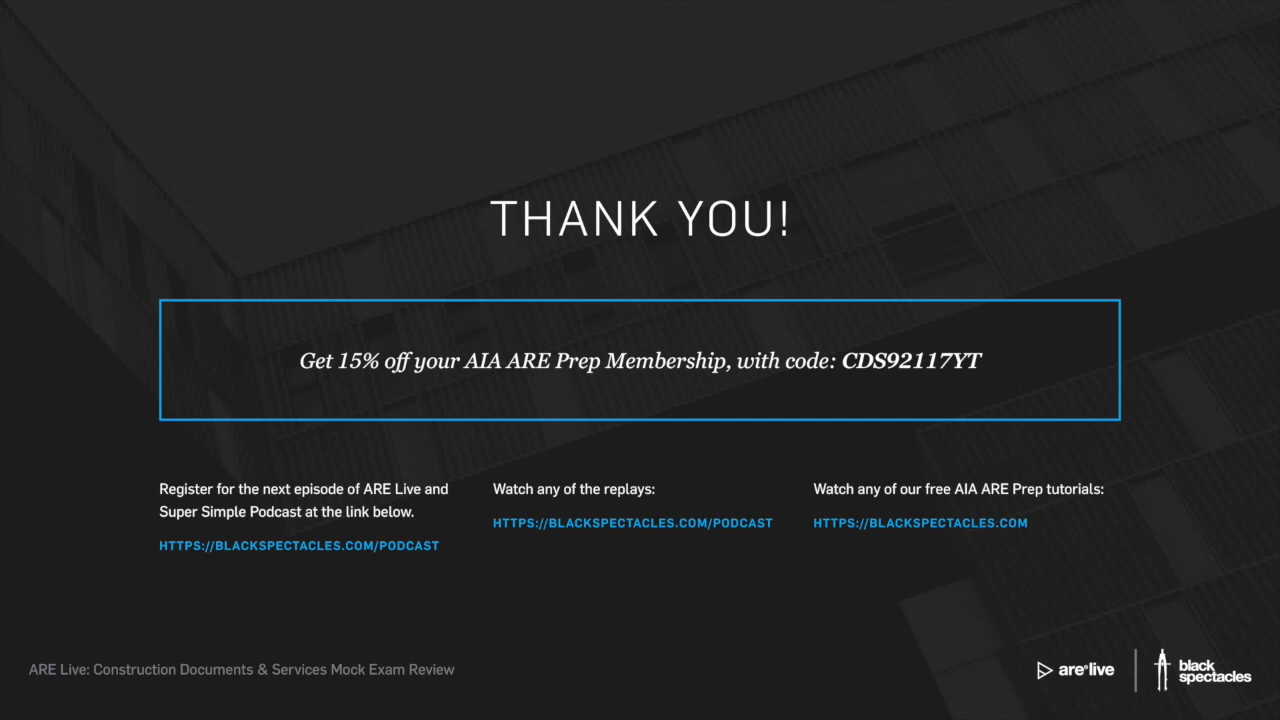 THANK YOU!
Get 15% off your AIA ARE Prep Membership, with code: CDS92117YT
Register for the next episode of ARE Live and
Super Simple Podcast at the link below.
HTTPS://BLACKSPECTACLES.COM/PODCAST
Watch any of the replays:
HTTPS://BLACKSPECTACLES.COM/PODCAST
Watch any of our free AIA ARE Prep tutorials:
HTTPS://BLACKSPECTACLES.COM
ARE Live: Construction Documents & Services Mock Exam Review
are®live
black
spectacles